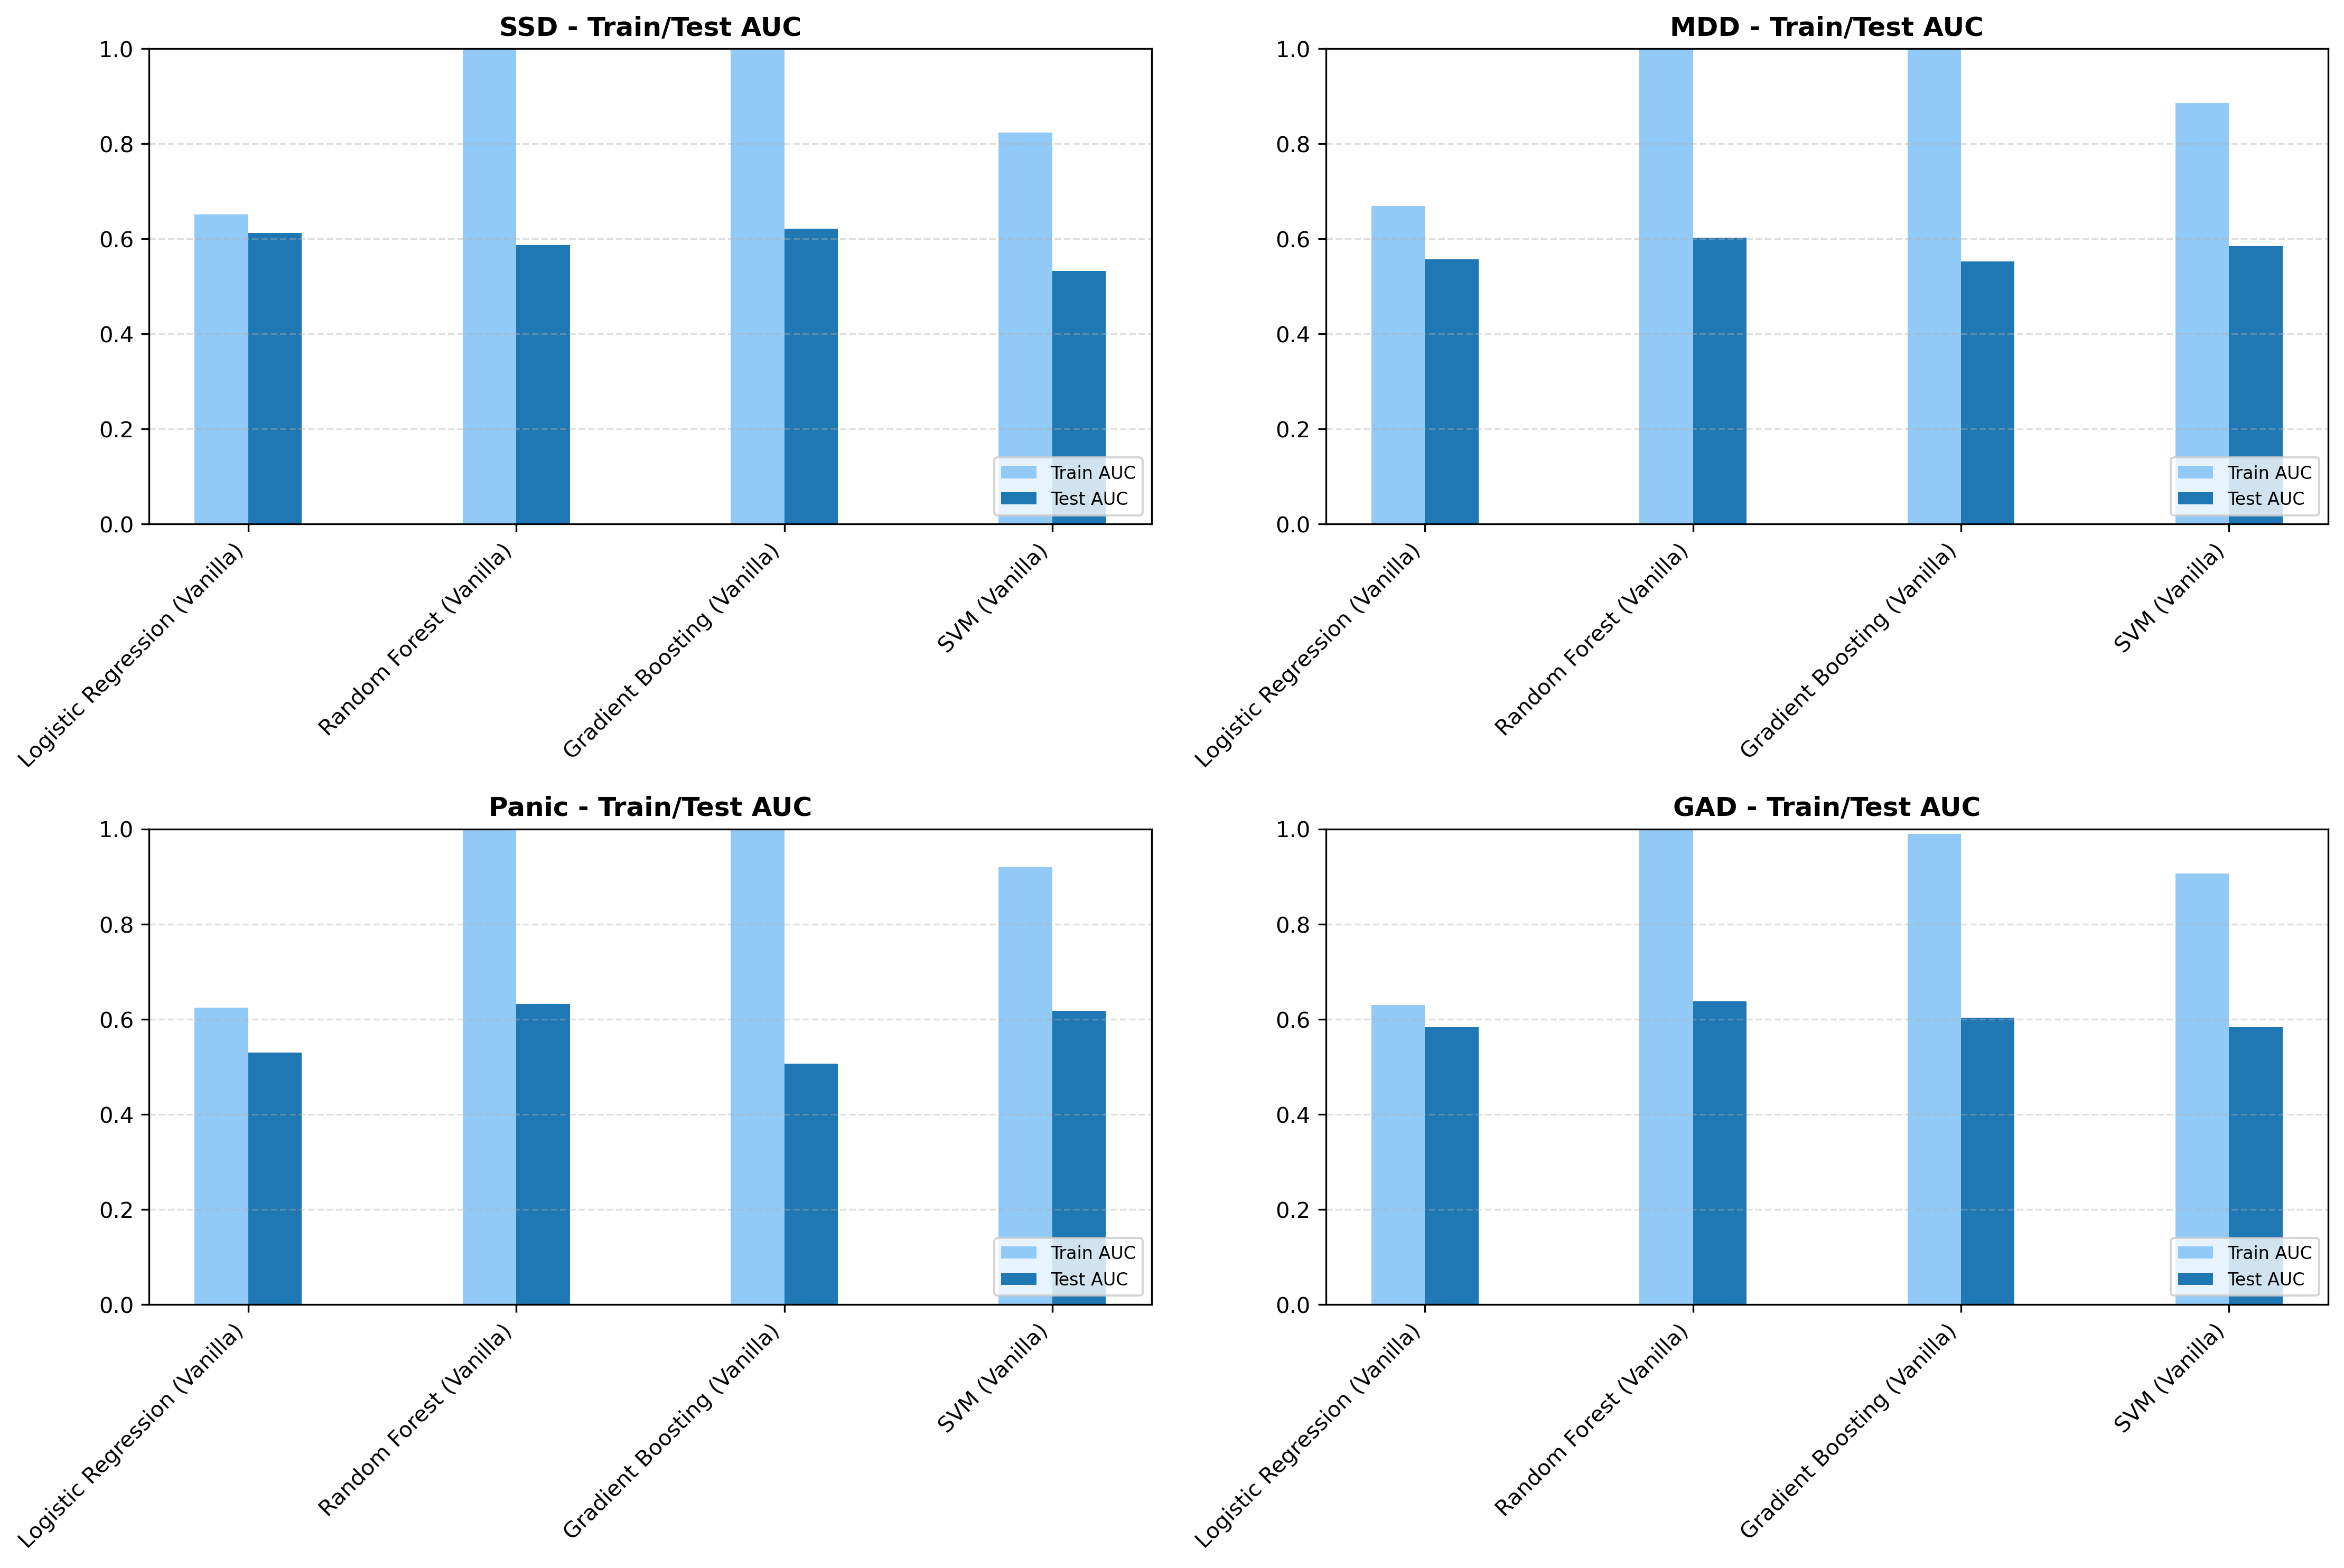 SSD - Train/Test AUC
1.0
0.8
0.6
0.4
0.2
0.0
Train AUC
Test AUC
Logistic Regression (Vanilla)
Random Forest (Vanilla)
Gradient Boosting (Vanilla)
SVM (Vanilla)
MDD - Train/Test AUC
1.0
0.8
0.6
0.4
0.2
0.0
Train AUC
Test AUC
Logistic Regression (Vanilla)
Random Forest (Vanilla)
Gradient Boosting (Vanilla)
SVM (Vanilla)
Panic - Train/Test AUC
1.0
0.8
0.6
0.4
0.2
0.0
Train AUC
Test AUC
Logistic Regression (Vanilla)
Random Forest (Vanilla)
Gradient Boosting (Vanilla)
SVM (Vanilla)
GAD - Train/Test AUC
1.0
0.8
0.6
0.4
0.2
0.0
Train AUC
Test AUC
Logistic Regression (Vanilla)
Random Forest (Vanilla)
Gradient Boosting (Vanilla)
SVM (Vanilla)